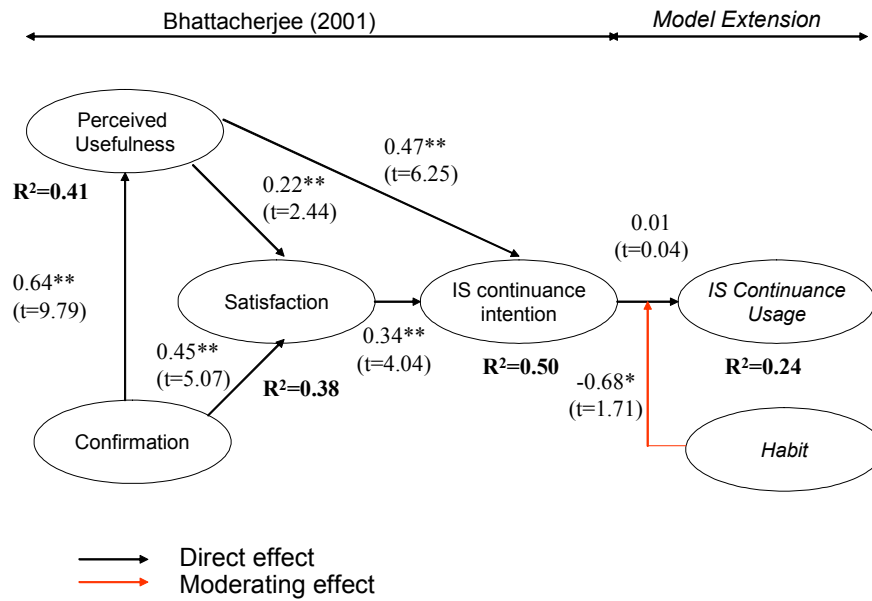 Bhattacherjee (2001)
Model Extension
Perceived
Usefulness
R²=0.41
0.47**
(t=6.25)
0.22**
(t=2.44)
0.01
(t=0.04)
0.64**
(t=9.79)
Satisfaction
IS continuance
intention
IS Continuance
Usage
0.34**
(t=4.04)
0.45**
(t=5.07)
R²=0.38
R²=0.50
R²=0.24
-0.68*
(t=1.71)
Confirmation
Habit
Direct effect
Moderating effect